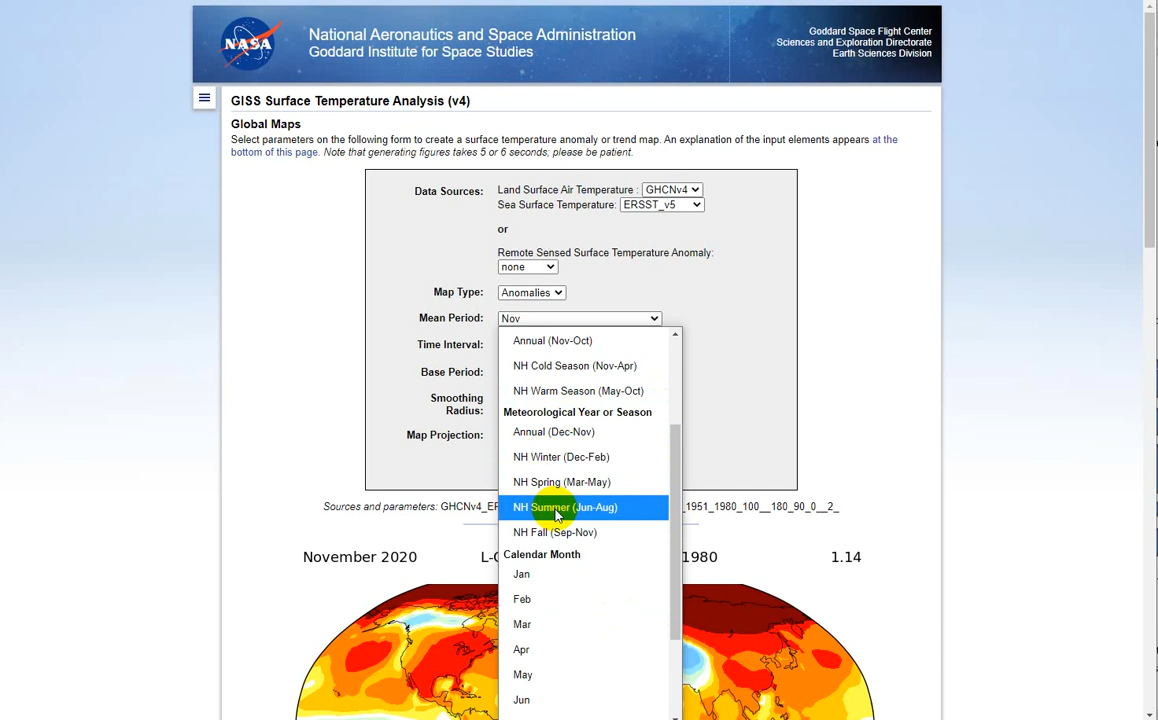 NASA
National Aeronautics and Space Administration
Goddard Institute for Space Studies
Goddard Space Flight Center
Sciences and Exploration Directorate
Earth Sciences Division
GISS Surface Temperature Analysis (v4)
Global Maps
Select parameters on the following form to create a surface temperature anomaly or trend map. An explanation of the input elements appears at the
bottom of this page. Note that generating figures takes 5 or 6 seconds; please be patient.
Data Sources: Land Surface Air Temperature : GHCNv4
Sea Surface Temperature: ERSST_v5
or
Remote Sensed Surface Temperature Anomaly:
none
Map Type: Anomalies
Mean Period: Nov
Time Interval:
Base Period:
Smoothing
Radius:
Map Projection:
Annual (Nov-Oct)
NH Cold Season (Nov-Apr)
NH Warm Season (May-Oct)
Meteorological Year or Season
Annual (Dec-Nov)
NH Winter (Dec-Feb)
NH Spring (Mar-May)
NH Summer (Jun-Aug)
NH Fall (Sep-Nov)
Calendar Month
Jan
Feb
Mar
Apr
May
Jun
Sources and parameters: GHCNv4_ER _1951_1980_100__180_90_0__2_
November 2020 L-O 1980 1.14